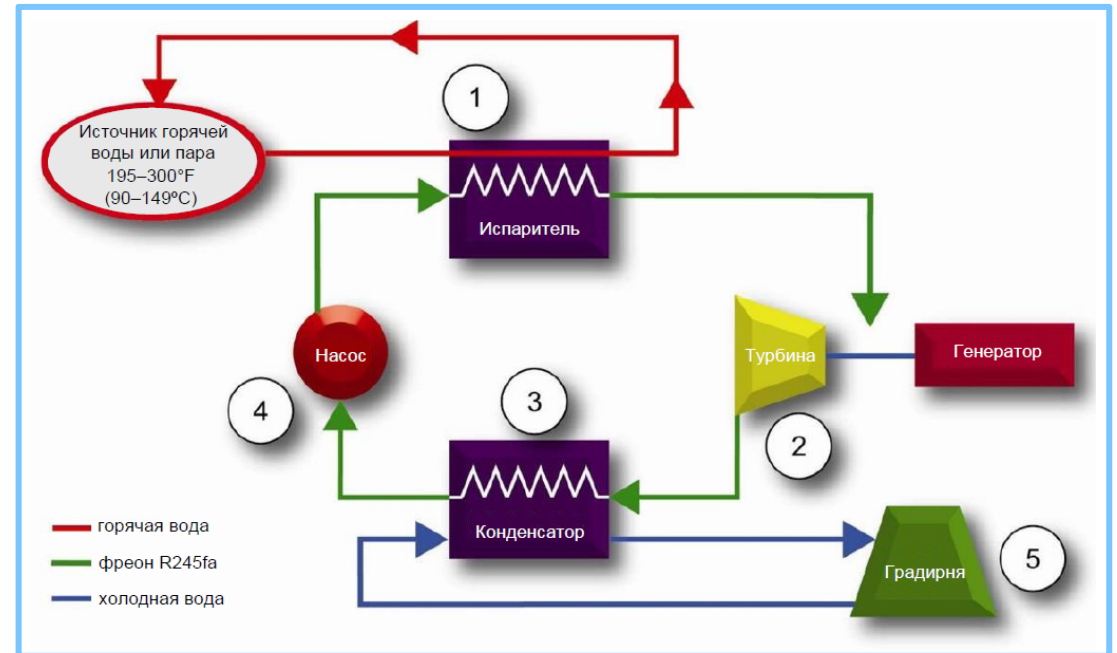 1
Источник горячей
воды или пара
195–300°F
(90–149ºC)
Испаритель
Насос
Турбина
Генератор
3
4
2
Конденсатор
горячая вода
фреон R245fa
холодная вода
Градирня
5